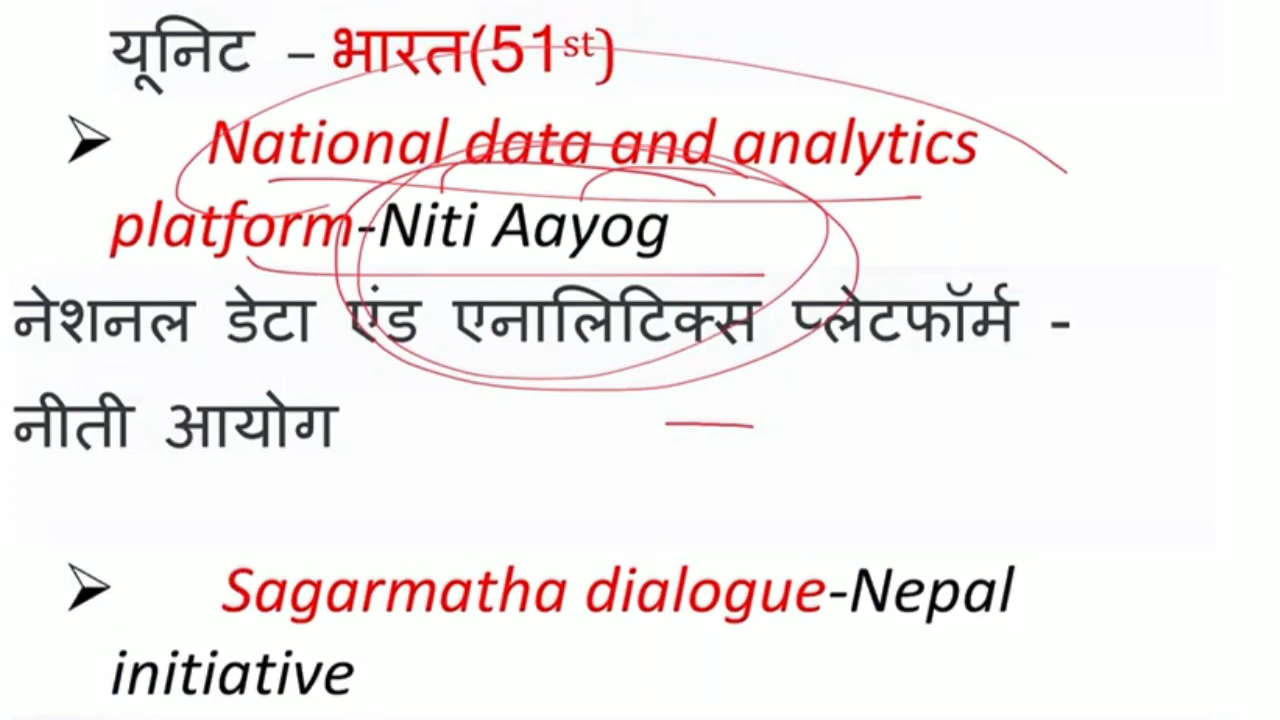 यूनिट – भारत(51st)
➢ National data and analytics
platform-Niti Aayog
नेशनल डेटा एंड एनालिटिक्स प्लेटफॉर्म -
नीती आयोग
➢ Sagarmatha dialogue-Nepal
initiative